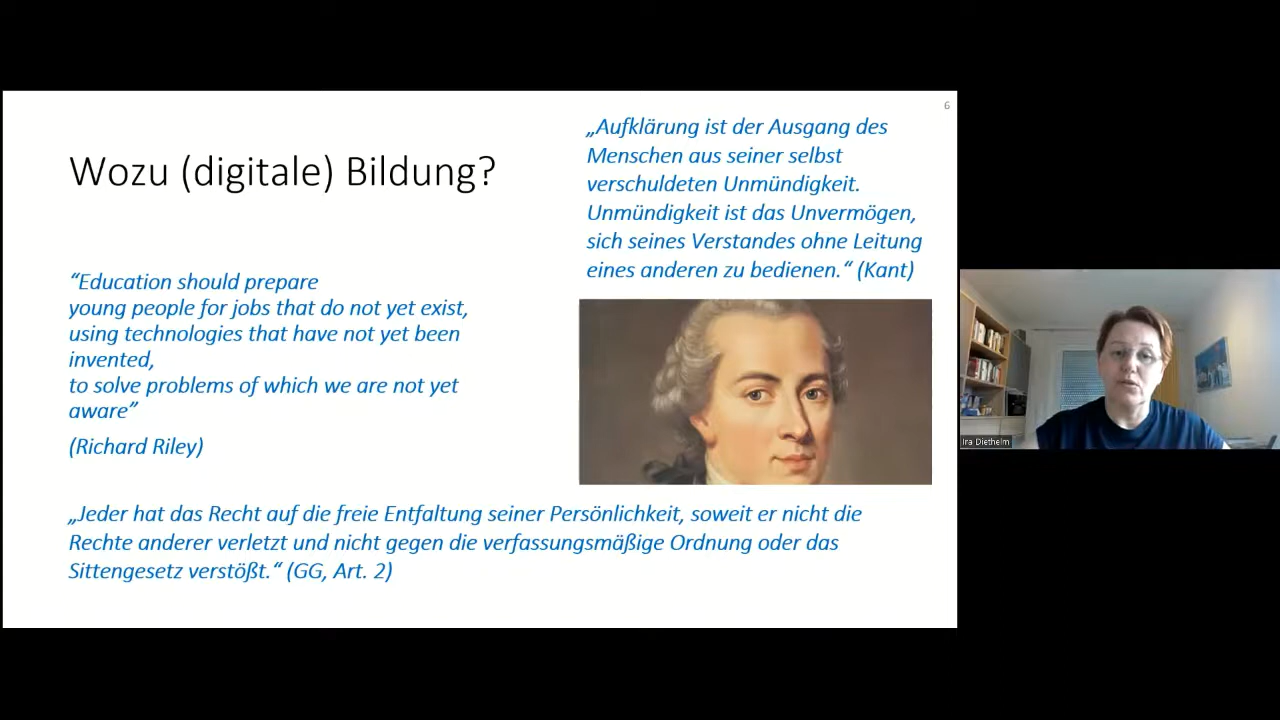 6
Wozu (digitale) Bildung?
„Aufklärung ist der Ausgang des
Menschen aus seiner selbst
verschuldeten Unmündigkeit.
Unmündigkeit ist das Unvermögen,
sich seines Verstandes ohne Leitung
eines anderen zu bedienen.“ (Kant)
“Education should prepare
young people for jobs that do not yet exist,
using technologies that have not yet been
invented,
to solve problems of which we are not yet
aware”
(Richard Riley)
„Jeder hat das Recht auf die freie Entfaltung seiner Persönlichkeit, soweit er nicht die
Rechte anderer verletzt und nicht gegen die verfassungsmäßige Ordnung oder das
Sittengesetz verstößt.“ (GG, Art. 2)
Ira Diethelm